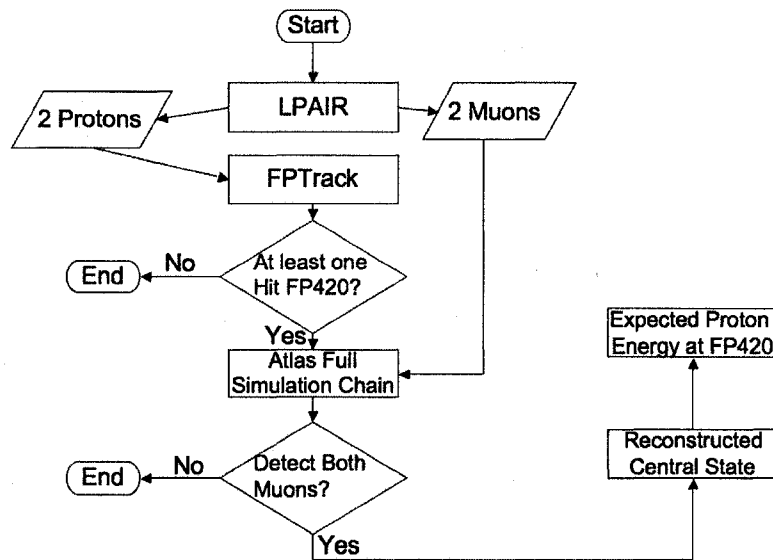 Start
LPAIR
2 Protons
2 Muons
FPTrack
At least one
Hit FP420?
No
End
Yes
Atlas Full
Simulation Chain
Detect Both
Muons?
No
End
Yes
Reconstructed
Central State
Expected Proton
Energy at FP420